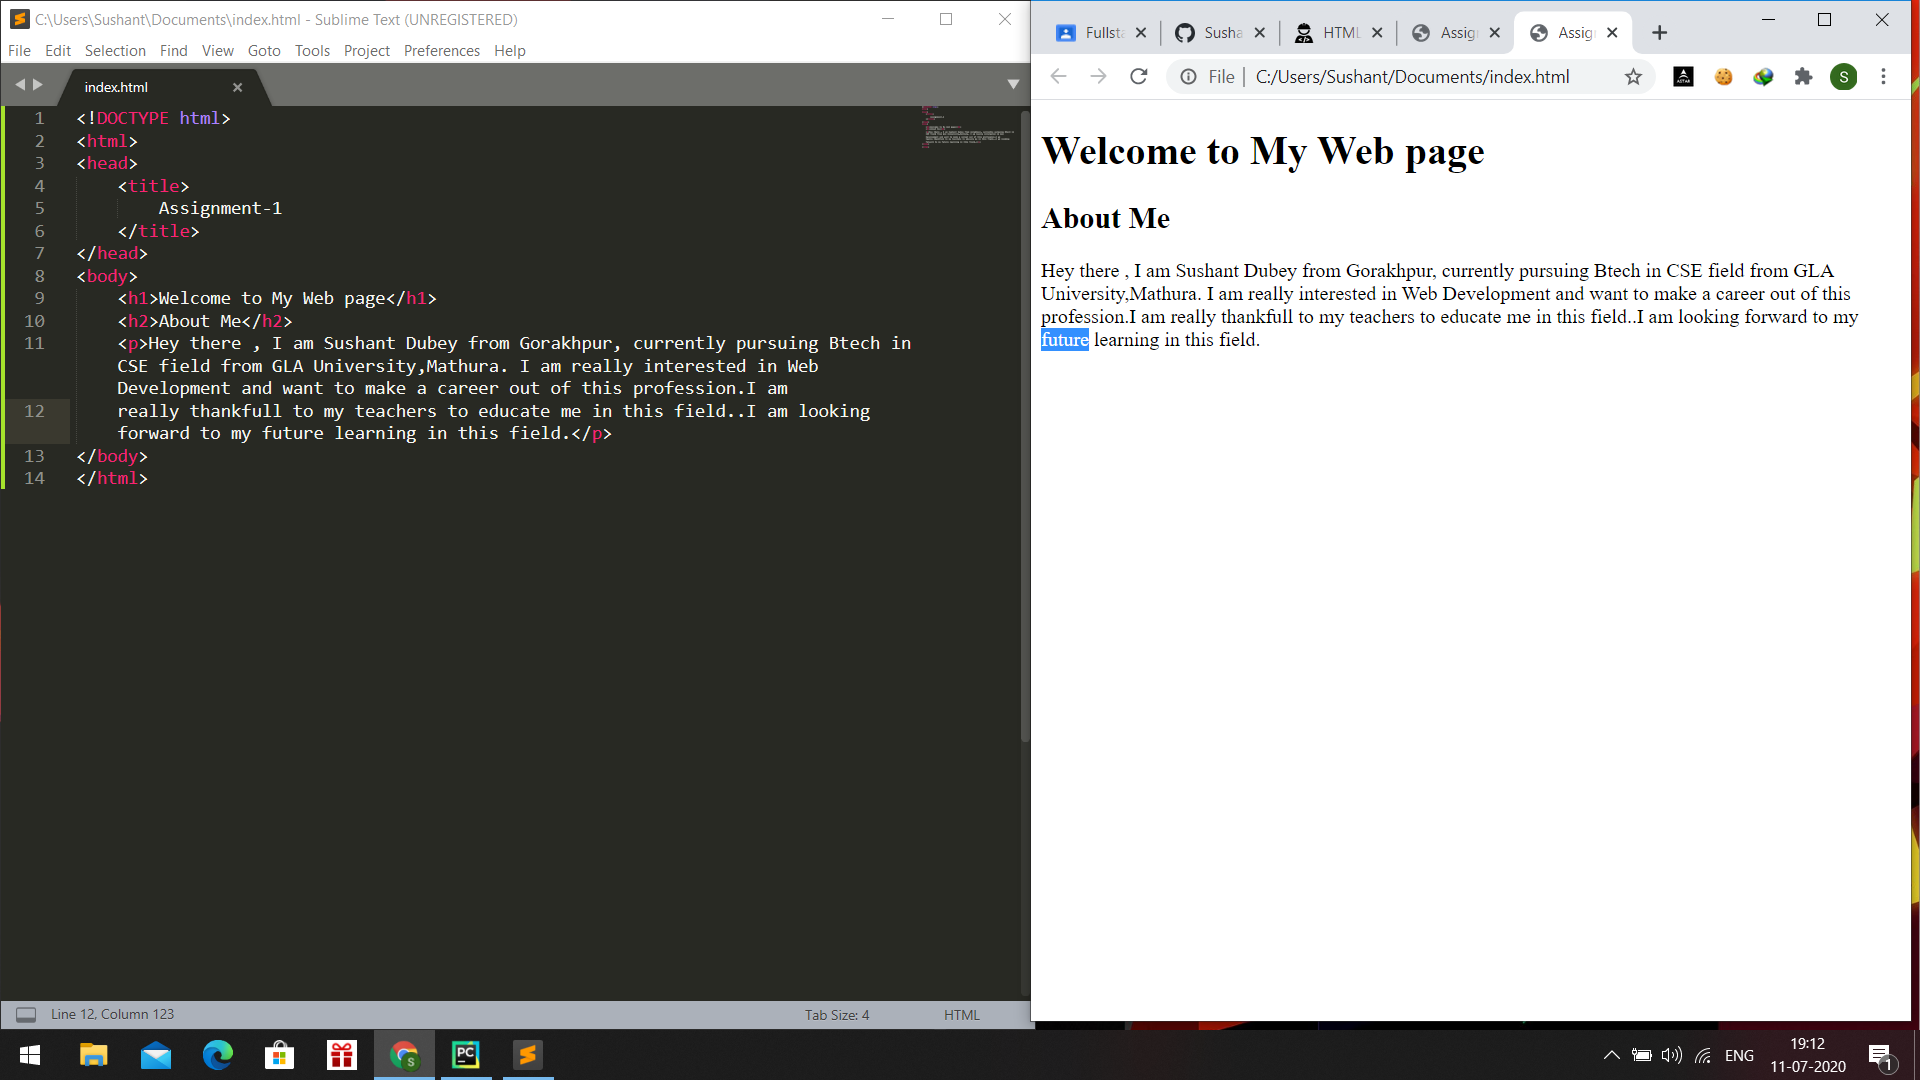 C:\Users\Sushant\Documents\index.html - Sublime Text (UNREGISTERED)
File Edit Selection Find View Goto Tools Project Preferences Help
index.html
1 <!DOCTYPE html>
2 <html>
3 <head>
4 <title>
5 Assignment-1
6 </title>
7 </head>
8 <body>
9 <h1>Welcome to My Web page</h1>
10 <h2>About Me</h2>
11 <p>Hey there , I am Sushant Dubey from Gorakhpur, currently pursuing Btech in
CSE field from GLA University,Mathura. I am really interested in Web
Development and want to make a career out of this profession.I am
12 really thankfull to my teachers to educate me in this field..I am looking
forward to my future learning in this field.</p>
13 </body>
14 </html>
Line 12, Column 123
Tab Size: 4
HTML
Fullsta Susha HTML Assig Assig
File C:/Users/Sushant/Documents/index.html S
Welcome to My Web page
About Me
Hey there , I am Sushant Dubey from Gorakhpur, currently pursuing Btech in CSE field from GLA
University,Mathura. I am really interested in Web Development and want to make a career out of this
profession.I am really thankfull to my teachers to educate me in this field..I am looking forward to my
future learning in this field.
S
PC
ENG
19:12
11-07-2020
1